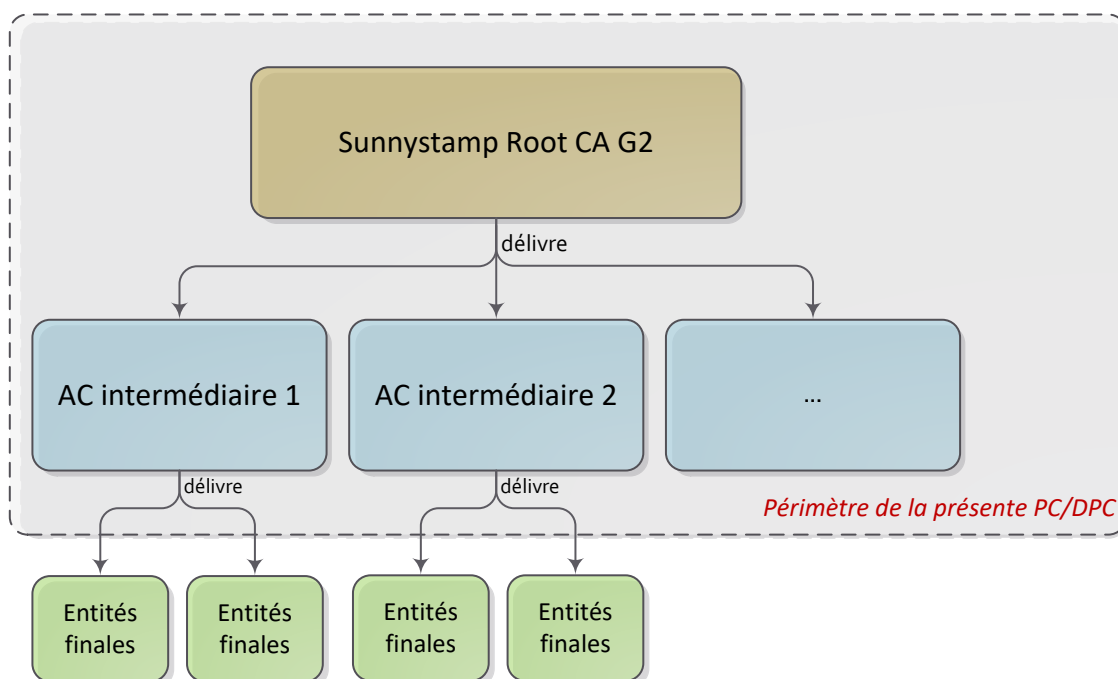 Sunnystamp Root CA G2
délivre
AC intermédiaire 1
AC intermédiaire 2
...
délivre
délivre
Périmètre de la présente PC/DPC
Entités
finales
Entités
finales
Entités
finales
Entités
finales